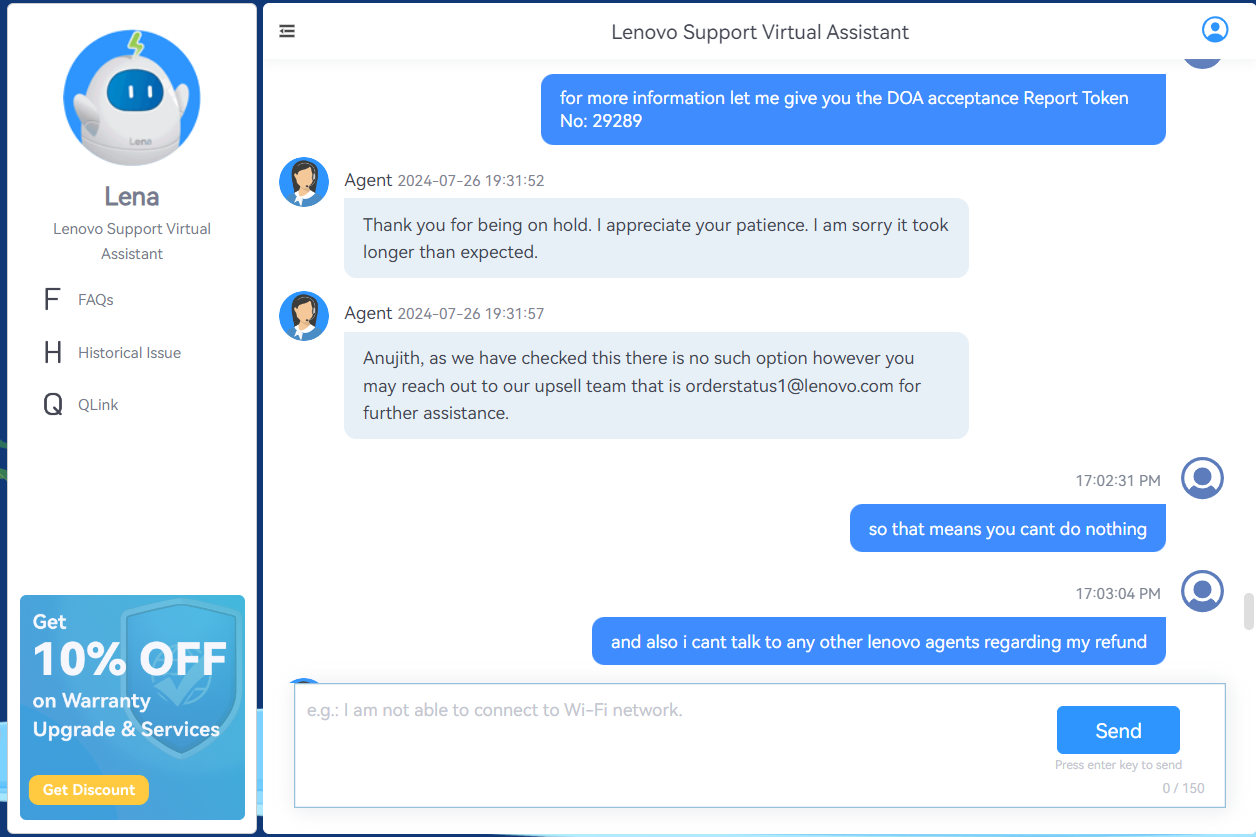 Lena
Lena
Lenovo Support Virtual
Assistant
F FAQs
H Historical Issue
Q QLink
Get
10% OFF
on Warranty
Upgrade & Services
Get Discount
Lenovo Support Virtual Assistant
for more information let me give you the DOA acceptance Report Token
No: 29289
Agent 2024-07-26 19:31:52
Thank you for being on hold. I appreciate your patience. I am sorry it took
longer than expected.
Agent 2024-07-26 19:31:57
Anujith, as we have checked this there is no such option however you
may reach out to our upsell team that is orderstatus1@lenovo.com for
further assistance.
17:02:31 PM
so that means you cant do nothing
17:03:04 PM
and also i cant talk to any other lenovo agents regarding my refund
e.g.: I am not able to connect to Wi-Fi network.
Send
Press enter key to send
0 / 150